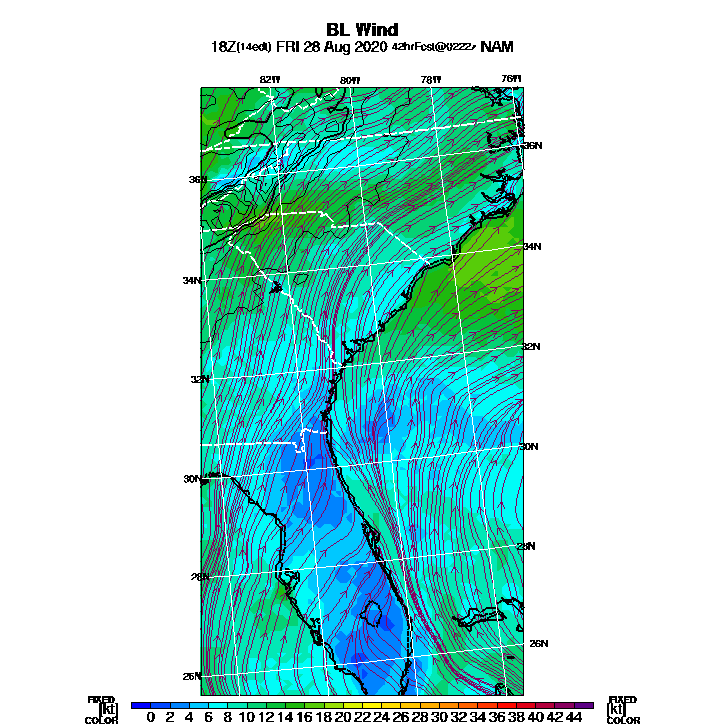 BL Wind
18Z(14edt) FRI 28 Aug 2020 42hrFcst@0222z NAM
82W 80W 78W 76W
36N 36N
34N 34N
32N 32N
30N 30N
28N 28N
26N 26N
FIXED FIXED
[kt] 0 2 4 6 8 10 12 14 16 18 20 22 24 26 28 30 32 34 36 38 40 42 44 [kt]
COLOR COLOR